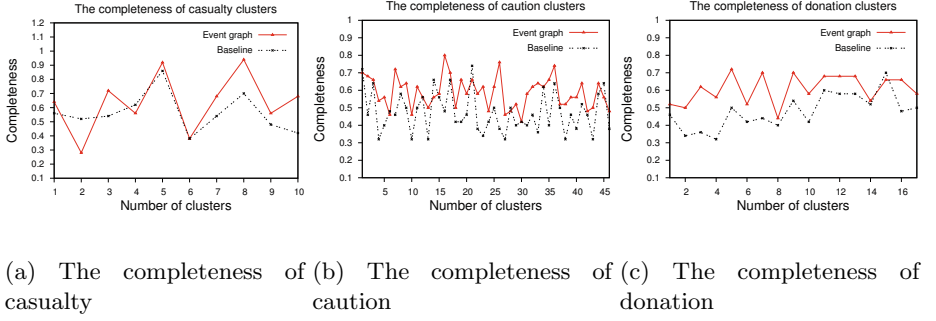 The completeness of casualty clusters
1.2
1.1
1
0.9
0.8
0.7
0.6
0.5
0.4
0.3
0.2
0.1
Completeness
Event graph
Baseline
1 2 3 4 5 6 7 8 9 10
Number of clusters
The completeness of caution clusters
1
0.9
0.8
0.7
0.6
0.5
0.4
0.3
0.2
0.1
Completeness
Event graph
Baseline
5 10 15 20 25 30 35 40 45
Number of clusters
The completeness of donation clusters
1
0.9
0.8
0.7
0.6
0.5
0.4
0.3
0.2
0.1
Completeness
Event graph
Baseline
2 4 6 8 10 12 14 16
Number of clusters
(a) The completeness of
casualty
(b) The completeness of
caution
(c) The completeness of
donation